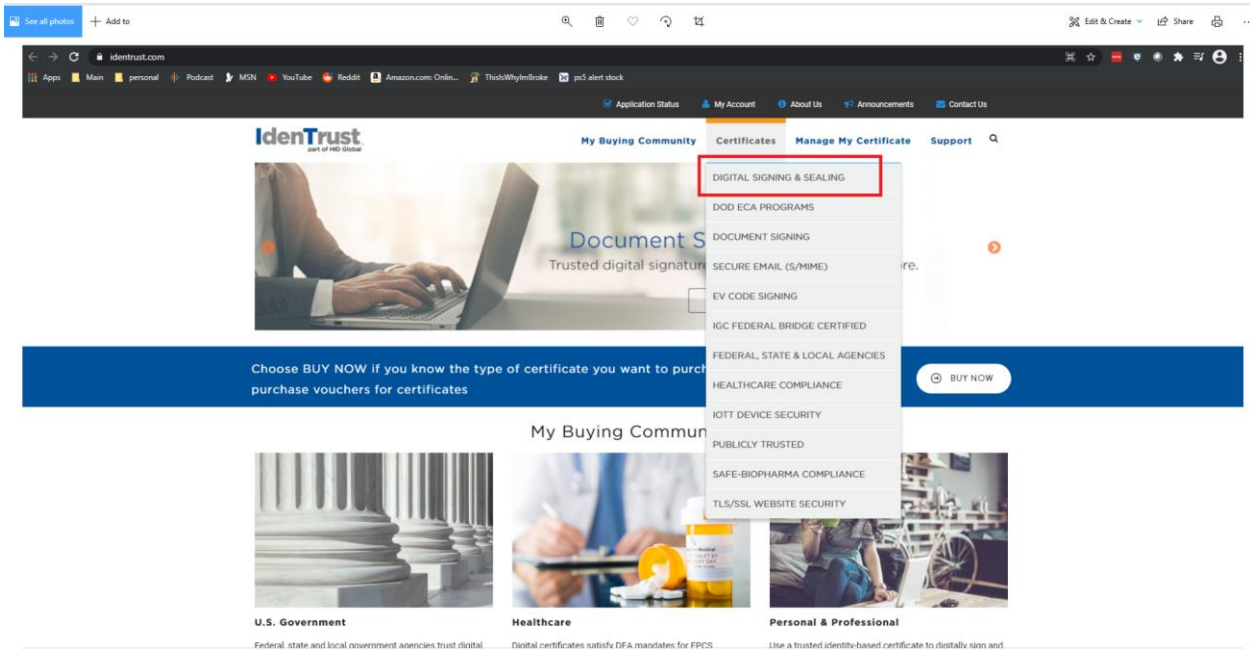 See all photos
Add to
Edit & Create
Share
identrust.com
Apps
Main
personal
Podcast
MSN
YouTube
Reddit
Amazon.com: Onlin...
ThisIsWhyImBroke
ps5 alert stock
Application Status
My Account
About Us
Announcements
Contact Us
IdenTrust
part of HID Global
My Buying Community
Certificates
Manage My Certificate
Support
DIGITAL SIGNING & SEALING
DOD ECA PROGRAMS
DOCUMENT SIGNING
SECURE EMAIL (S/MIME)
EV CODE SIGNING
IGC FEDERAL BRIDGE CERTIFIED
FEDERAL, STATE & LOCAL AGENCIES
HEALTHCARE COMPLIANCE
IOTT DEVICE SECURITY
PUBLICLY TRUSTED
SAFE-BIOPHARMA COMPLIANCE
TLS/SSL WEBSITE SECURITY
Document S
Trusted digital signature
re.
Choose BUY NOW if you know the type of certificate you want to purch
purchase vouchers for certificates
BUY NOW
My Buying Commun
U.S. Government
Federal, state and local government agencies trust digital
Healthcare
Digital certificates satisfy DEA mandates for EPCS
Personal & Professional
Use a trusted identity-based certificate to digitally sign and